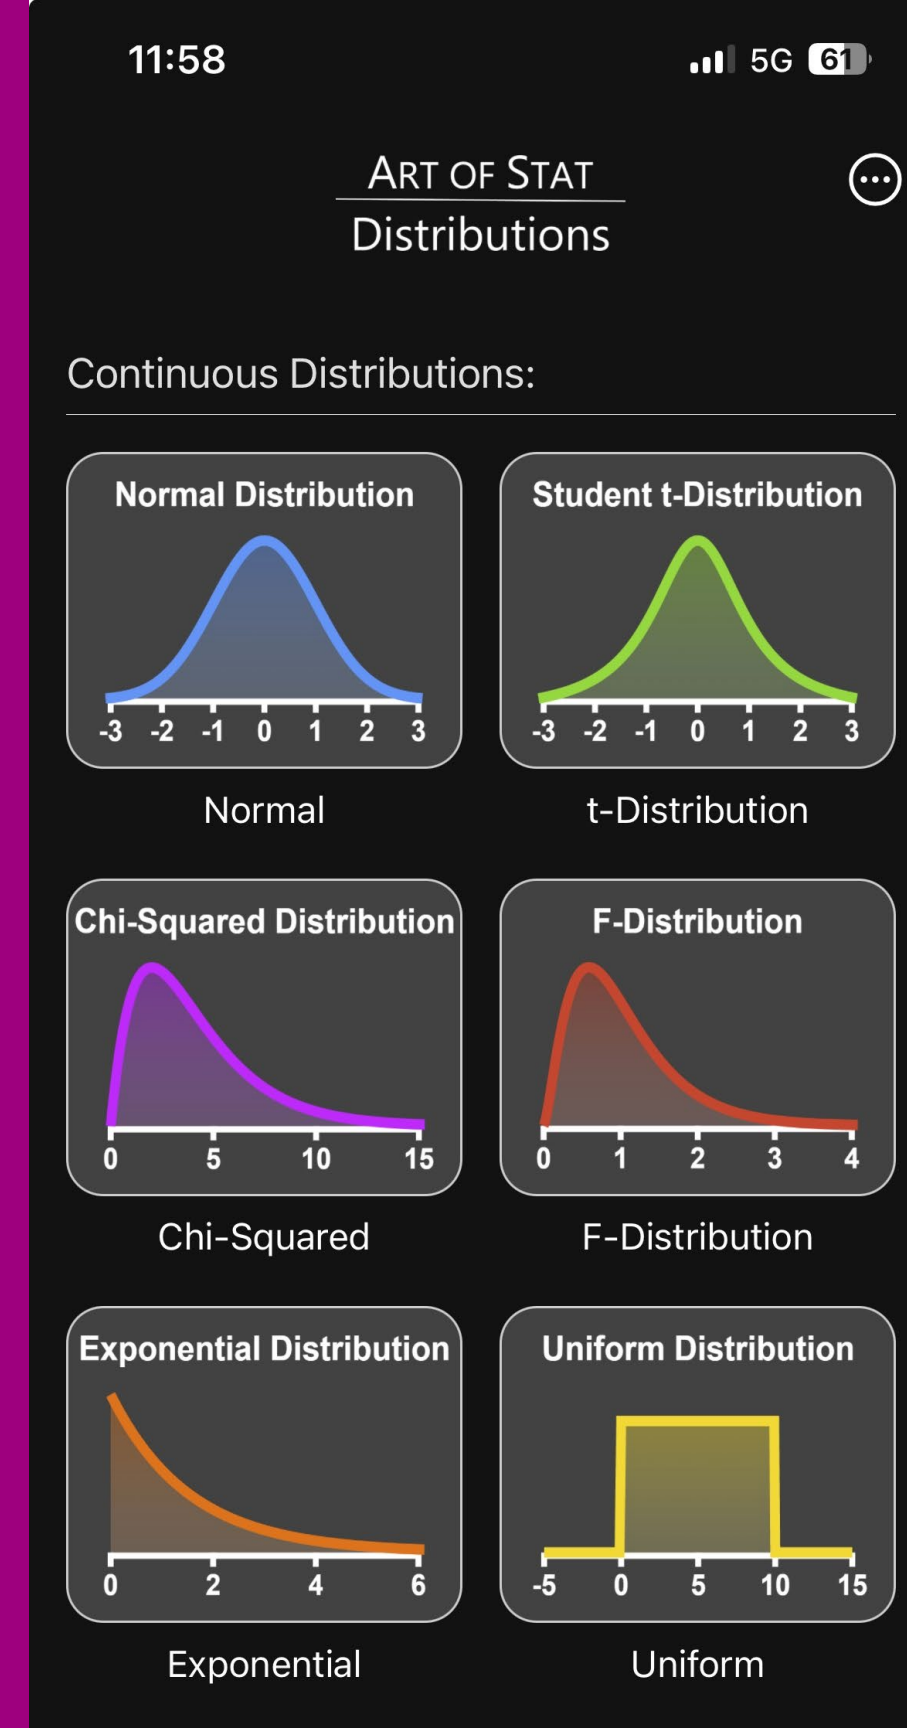 11:58 5G 61
ART OF STAT
Distributions
Continuous Distributions:
Normal Distribution
-3 -2 -1 0 1 2 3
Normal
Student t-Distribution
-3 -2 -1 0 1 2 3
t-Distribution
Chi-Squared Distribution
0 5 10 15
Chi-Squared
F-Distribution
0 1 2 3 4
F-Distribution
Exponential Distribution
0 2 4 6
Exponential
Uniform Distribution
-5 0 5 10 15
Uniform